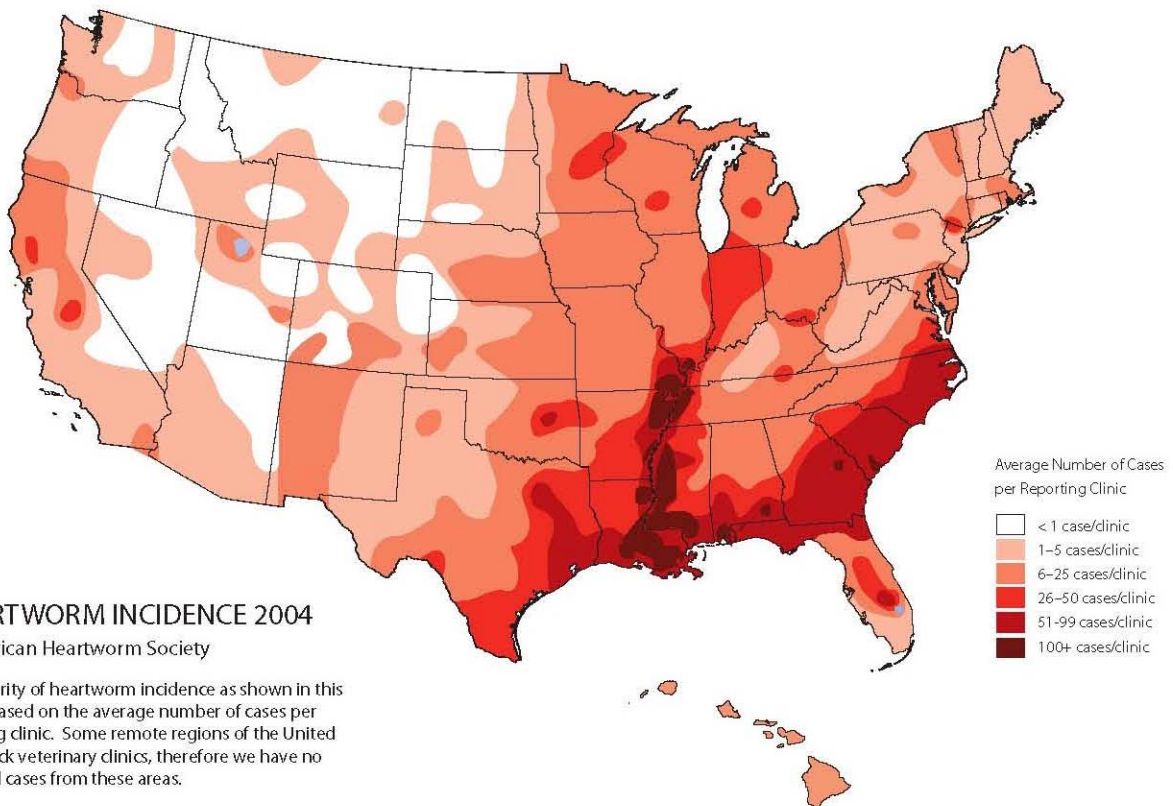 RTWORM INCIDENCE 2004
rican Heartworm Society
rity of heartworm incidence as shown in this
ased on the average number of cases per
g clinic. Some remote regions of the United
ck veterinary clinics, therefore we have no
d cases from these areas.
Average Number of Cases
per Reporting Clinic
< 1 case/clinic
1–5 cases/clinic
6–25 cases/clinic
26–50 cases/clinic
51-99 cases/clinic
100+ cases/clinic